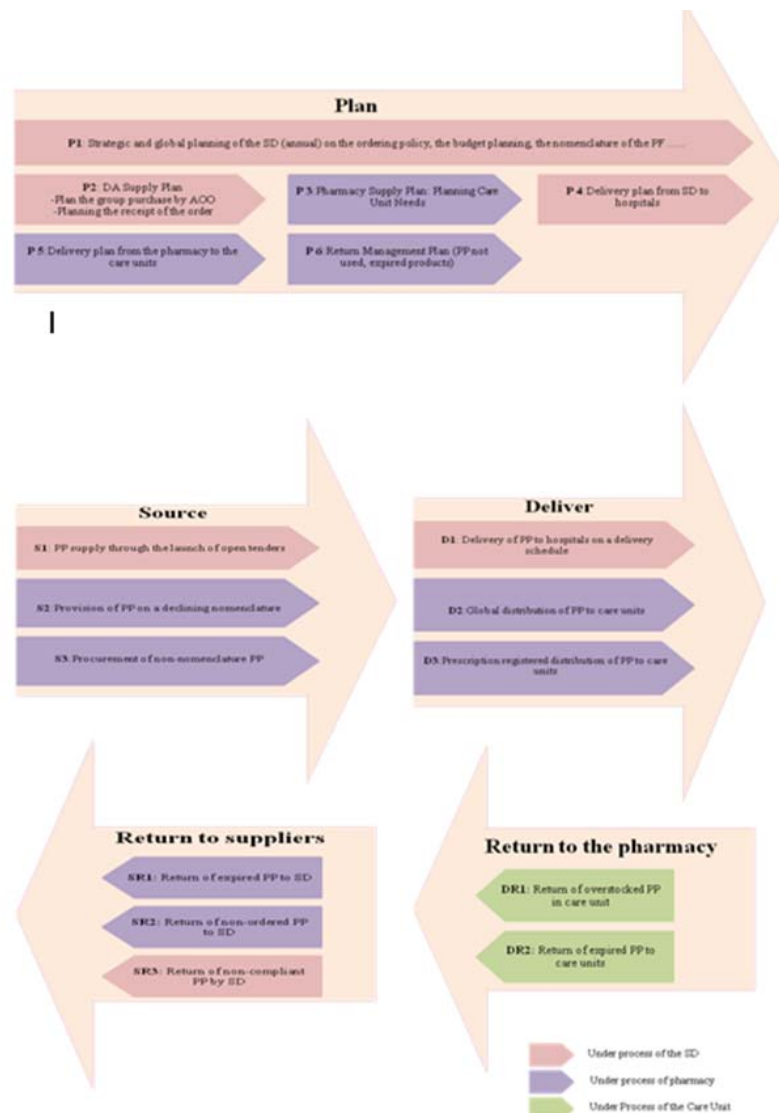 Plan
P1: Strategic and global planning of the SD (annual) on the ordering policy, the budget planning, the nomenclature of the PF ......
P2: DA Supply Plan
-Plan the group purchase by AOO
-Planning the receipt of the order
P3:Pharmacy Supply Plan: Planning Care
Unit Needs
P4:Delivery plan from SD to
hospitals
P5:Delivery plan from the pharmacy to the
care units
P6:Return Management Plan (PP not
used, expired products)
Source
S1: PP supply through the launch of open tenders
S2:Provision of PP on a declining nomenclature
S3:Procurement of non-nomenclature PP
Deliver
D1: Delivery of PP to hospitals on a delivery
schedule
D2:Global distribution of PP to care units
D3:Prescription registered distribution of PP to care
units
Return to suppliers
SR1: Return of expired PP to SD
SR2: Return of non-ordered PP
to SD
SR3: Return of non-compliant
PP by SD
Return to the pharmacy
DR1: Return of overstocked PP
in care unit
DR2: Return of expired PP to
care units
Under process of the SD
Under process of pharmacy
Under Process of the Care Unit